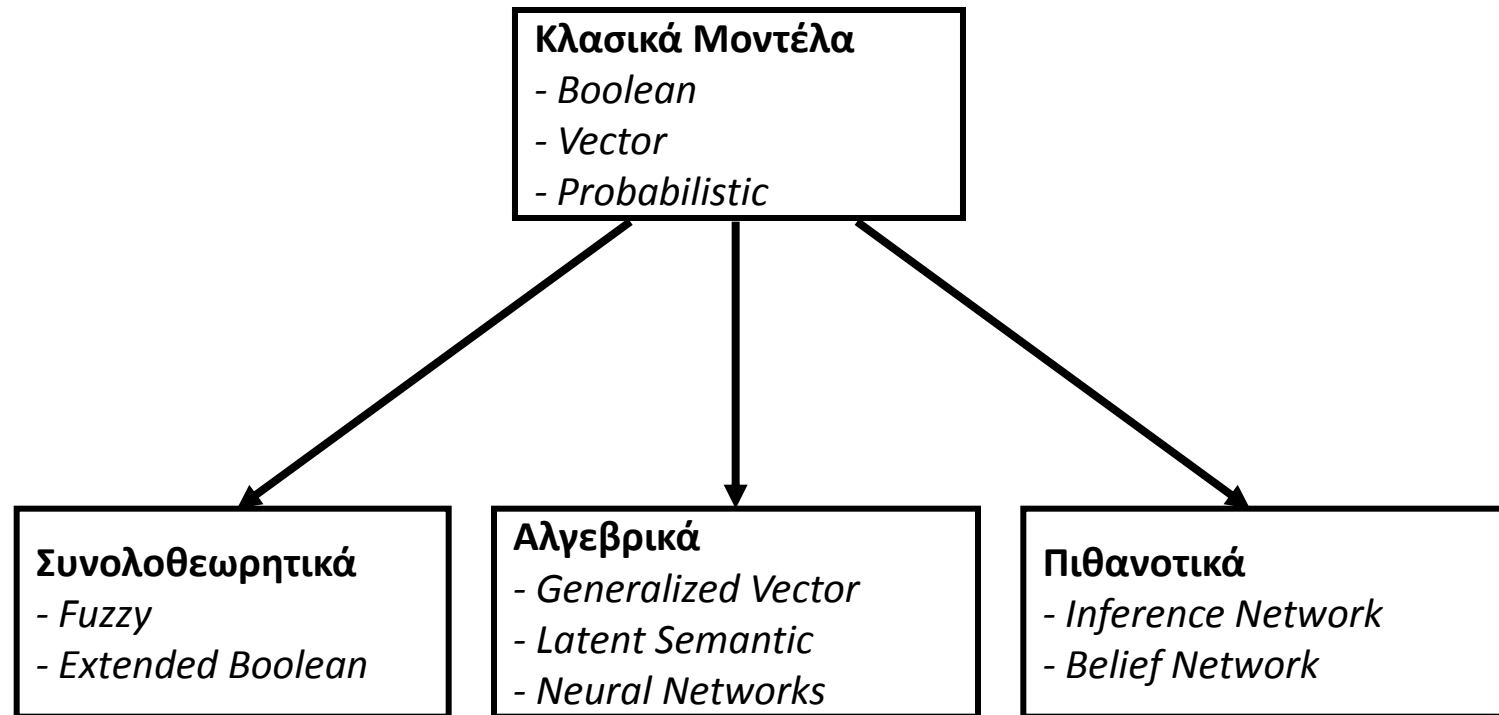 Κλασικά Μοντέλα
- Boolean
- Vector
- Probabilistic
Συνολοθεωρητικά
- Fuzzy
- Extended Boolean
Αλγεβρικά
- Generalized Vector
- Latent Semantic
- Neural Networks
Πιθανοτικά
- Inference Network
- Belief Network